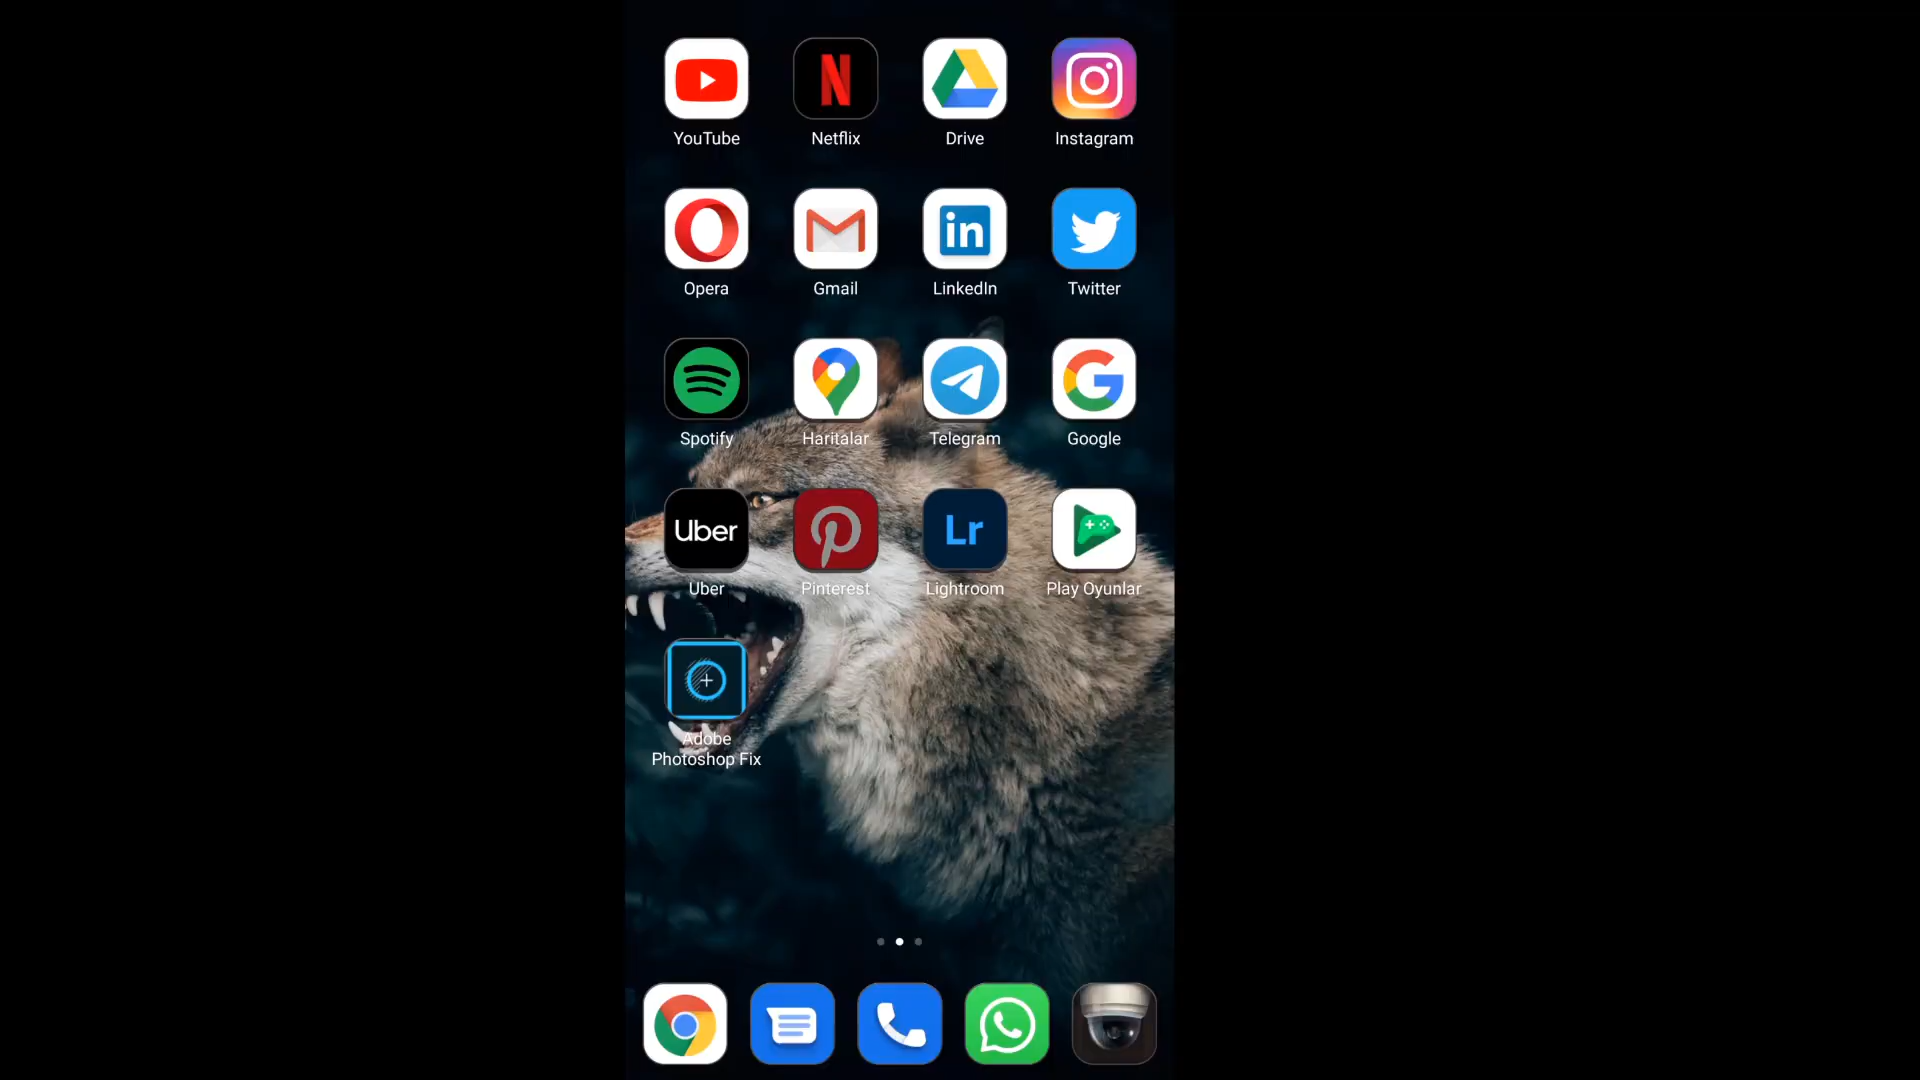 YouTube
Netflix
Drive
Instagram
in
Opera
Gmail
LinkedIn
Twitter
Spotify
Haritalar
Telegram
Google
Uber
Lr
Uber
Pinterest
Lightroom
Play Oyunlar
Adobe
Photoshop Fix